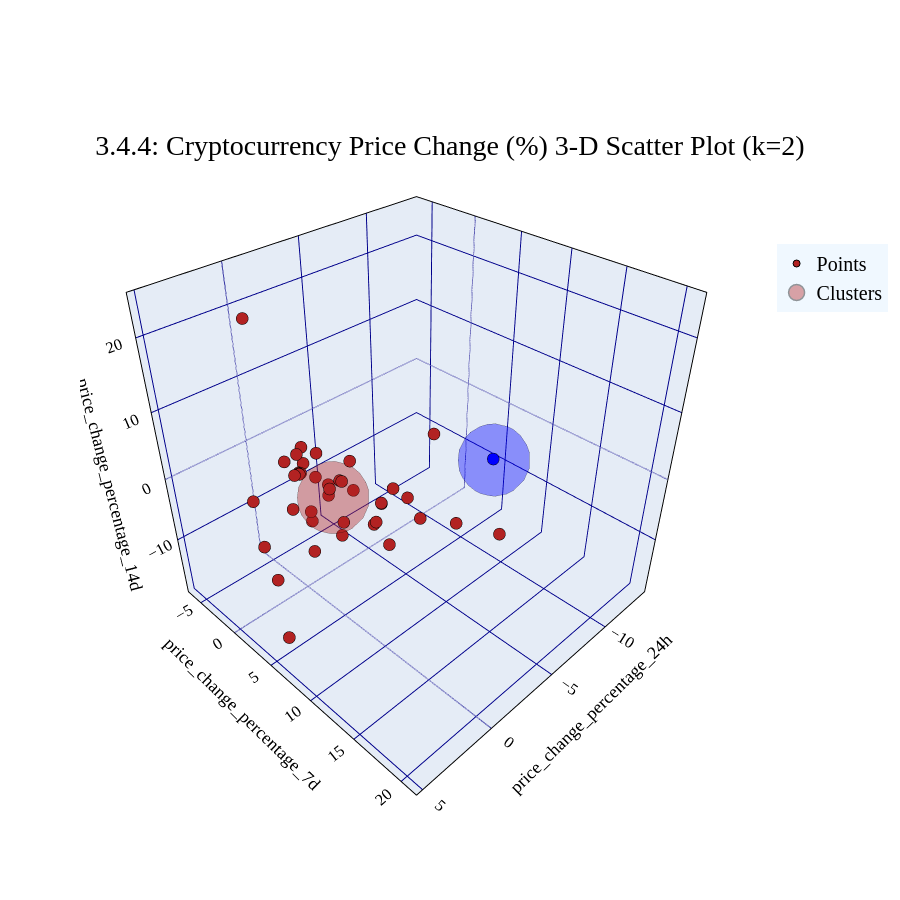 3.4.4: Cryptocurrency Price Change (%) 3-D Scatter Plot (k=2)
Points
Clusters
20
10
0
−10
price_change_percentage_14d
−5
0
5
10
15
20
price_change_percentage_7d
−10
−5
0
5
price_change_percentage_24h